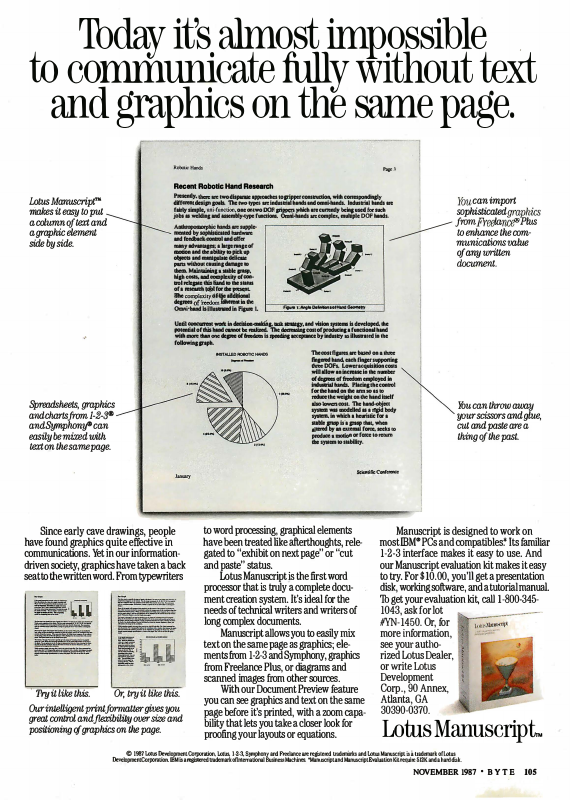 Today it's almost impossible
to communicate fully without text
and graphics on the same page.
Robotic Hands Page 3
Recent Robotic Hand Research
Presently, there are two disparate approaches to gripper construction, with correspondingly
different design goals. The two types are industrial hands and omni-hands. Industrial hands are
fairly simple, uni-function, one or two DOF grippers which are currently being used for such
jobs as welding and assembly-type functions. Omni-hands are complex, multiple DOF hands.
Anthropomorphic hands are supple-
mented by sophisticated hardware
and feedback control and offer
many advantages; a large range of
motion and the ability to pick up
objects and manipulate delicate
parts without causing damage to
them. Maintaining a stable grasp,
high costs, and complexity of con-
trol relegate this hand to the status
of a research tool for the present.
The complexity of the additional
degrees of freedom inherent in the
Omni-hand is illustrated in Figure 1.
Figure 1: Angle Definitions of Hand Geometry
Until concurrent work in decision-making, task strategy, and vision systems is developed, the
potential of this hand cannot be realized. The decreasing cost of producing a functional hand
with more than one degree of freedom is speeding acceptance by industry as illustrated in the
following graph.
INSTALLED ROBOTIC HANDS
Degrees of Freedom
The cost figures are based on a three
fingered hand, each finger supporting
three DOFs. Lower acquisition costs
will allow an increase in the number
of degrees of freedom employed in
industrial hands. Placing the control
for the hand on the arm so as to
reduce the weight on the hand itself
also lowers cost. The hand-object
system was modelled as a rigid body
system, in which a heuristic for a
stable grasp is a grasp that, when
altered by an external force, seeks to
produce a motion or force to return
the system to stability.
January Scientific Conference
Lotus Manuscript™
makes it easy to put
a column of text and
a graphic element
side by side.
You can import
sophisticated graphics
from Freelance® Plus
to enhance the com-
munications value
of any written
document.
Spreadsheets, graphics
and charts from 1-2-3®
and Symphony® can
easily be mixed with
text on the same page.
You can throw away
your scissors and glue,
cut and paste are a
thing of the past.
Since early cave drawings, people
have found graphics quite effective in
communications. Yet in our information-
driven society, graphics have taken a back
seat to the written word. From typewriters
Try it like this. Or, try it like this.
Our intelligent print formatter gives you
great control and flexibility over size and
positioning of graphics on the page.
to word processing, graphical elements
have been treated like afterthoughts, rele-
gated to "exhibit on next page" or "cut
and paste" status.
Lotus Manuscript is the first word
processor that is truly a complete docu-
ment creation system. It's ideal for the
needs of technical writers and writers of
long complex documents.
Manuscript allows you to easily mix
text on the same page as graphics; ele-
ments from 1-2-3 and Symphony, graphics
from Freelance Plus, or diagrams and
scanned images from other sources.
With our Document Preview feature
you can see graphics and text on the same
page before it's printed, with a zoom capa-
bility that lets you take a closer look for
proofing your layouts or equations.
Manuscript is designed to work on
most IBM® PCs and compatibles.* Its familiar
1-2-3 interface makes it easy to use. And
our Manuscript evaluation kit makes it easy
to try. For $10.00, you'll get a presentation
disk, working software, and a tutorial manual.
To get your evaluation kit, call 1-800-345-
1043, ask for lot
#YN-1450. Or, for
more information,
see your autho-
rized Lotus Dealer,
or write Lotus
Development
Corp., 90 Annex,
Atlanta, GA
30390-0370.
Lotus Manuscript
Lotus Manuscript™
© 1987 Lotus Development Corporation. Lotus, 1-2-3, Symphony and Freelance are registered trademarks and Lotus Manuscript is a trademark of Lotus
Development Corporation. IBM is a registered trademark of International Business Machines. *Manuscript and Manuscript Evaluation Kit require 512K and a hard disk.
NOVEMBER 1987 • BYTE 105